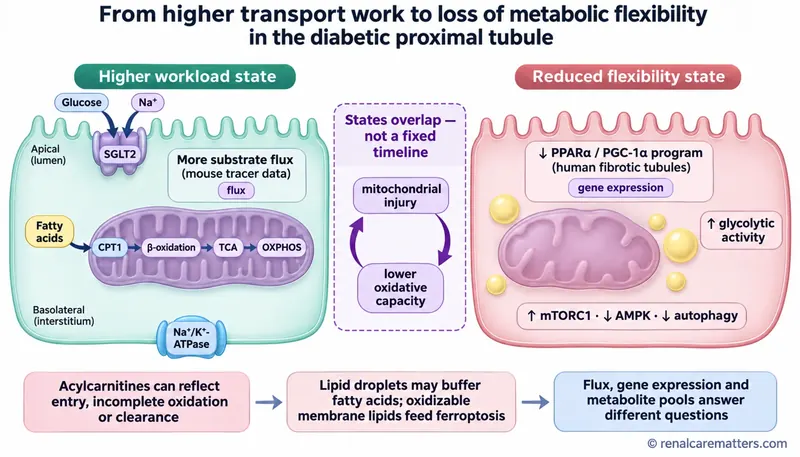 From higher transport work to loss of metabolic flexibility
in the diabetic proximal tubule
Higher workload state
Glucose
Na⁺
Apical
(lumen)
SGLT2
More substrate flux
(mouse tracer data)
flux
Fatty
acids
CPT1
β-oxidation
TCA
OXPHOS
Basolateral
(interstitium)
Na⁺/K⁺-
ATPase
States overlap —
not a fixed
timeline
mitochondrial
injury
lower
oxidative
capacity
Reduced flexibility state
↓ PPARα / PGC-1α program
(human fibrotic tubules)
gene expression
↑ glycolytic
activity
↑ mTORC1 · ↓ AMPK · ↓ autophagy
Acylcarnitines can reflect
entry, incomplete oxidation
or clearance
Lipid droplets may buffer
fatty acids; oxidizable
membrane lipids feed ferroptosis
Flux, gene expression and
metabolite pools answer
different questions
© renalcarematters.com